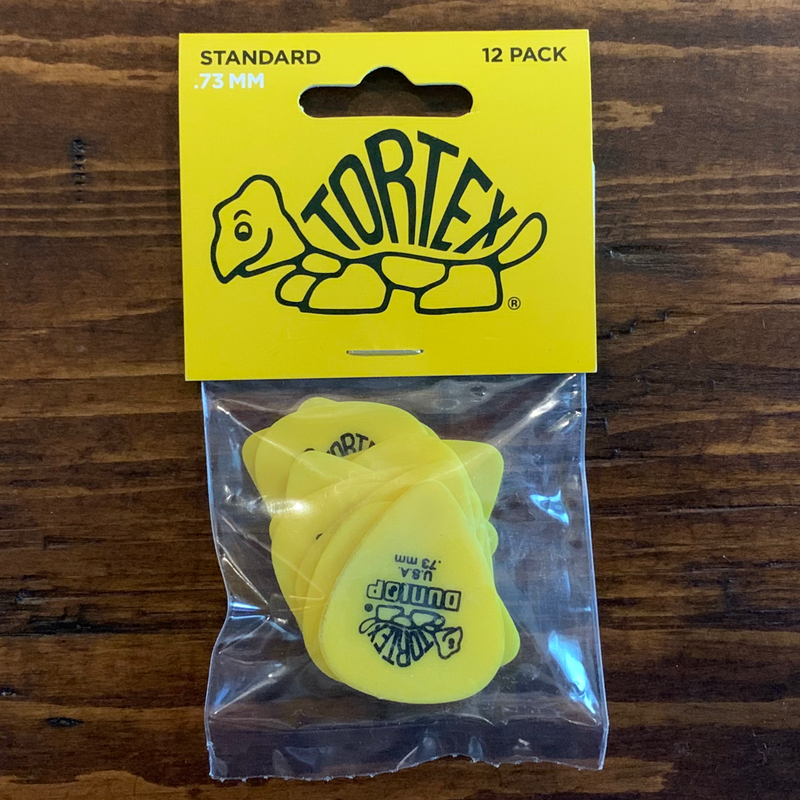 STANDARD
.73 MM
12 PACK
TORTEX
®
TORTEX
®
DUNLOP
U.S.A.
.73 mm